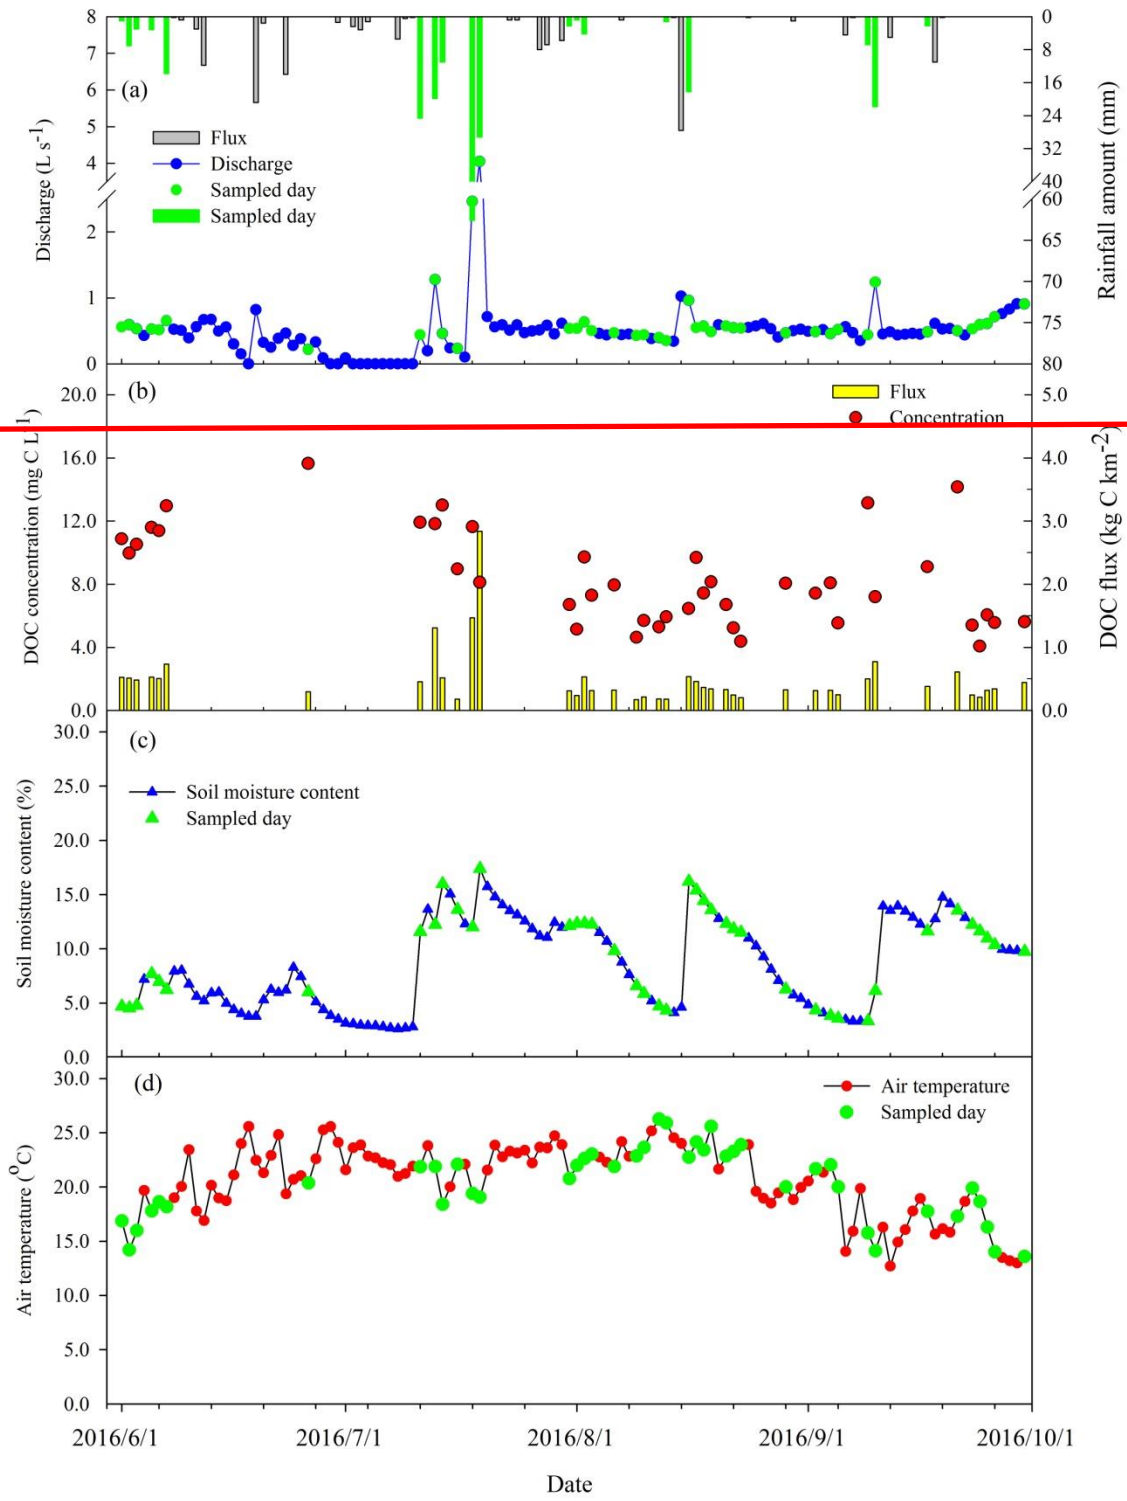 8
7
6
5
4
2
1
0
Discharge (L s-1)
(a)
Flux
Discharge
Sampled day
Sampled day
0
8
16
24
32
40
60
65
70
75
80
Rainfall amount (mm)
(b)
Flux
Concentration
20.0
16.0
12.0
8.0
4.0
0.0
DOC concentration (mg C L-1)
5.0
4.0
3.0
2.0
1.0
0.0
DOC flux (kg C km-2)
(c)
Soil moisture content
Sampled day
30.0
25.0
20.0
15.0
10.0
5.0
0.0
Soil moisture content (%)
(d)
Air temperature
Sampled day
30.0
25.0
20.0
15.0
10.0
5.0
0.0
Air temperature (°C)
2016/6/1 2016/7/1 2016/8/1 2016/9/1 2016/10/1
Date